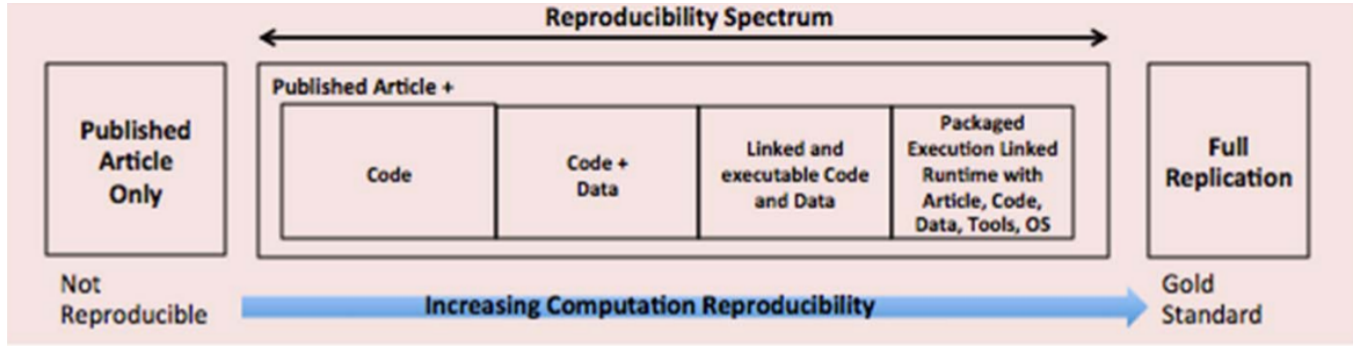 Reproducibility Spectrum
Published
Article
Only
Published Article +
Code
Code +
Data
Linked and
executable Code
and Data
Packaged
Execution Linked
Runtime with
Article, Code,
Data, Tools, OS
Full
Replication
Not
Reproducible
Increasing Computation Reproducibility
Gold
Standard